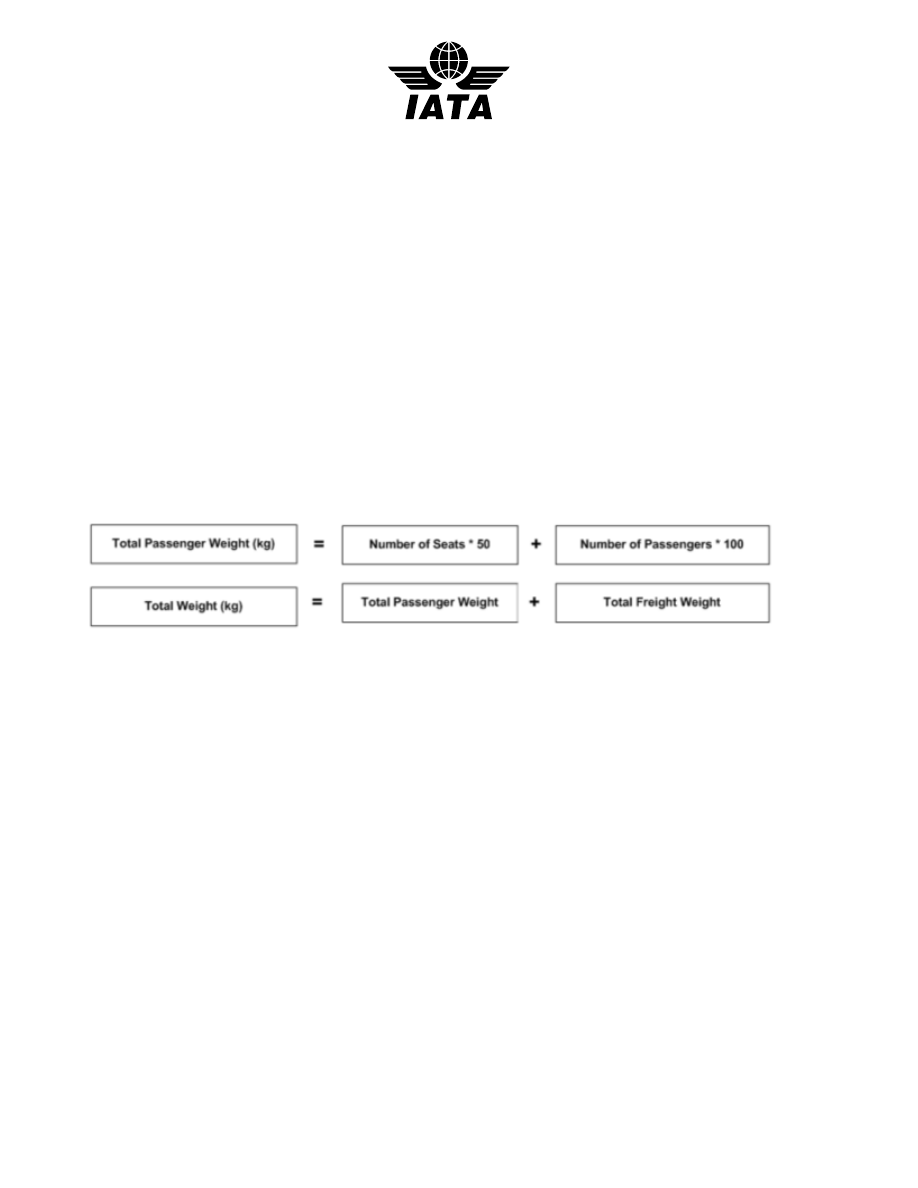 IATA
Total Passenger Weight (kg) = Number of Seats * 50 + Number of Passengers * 100
Total Weight (kg) = Total Passenger Weight + Total Freight Weight